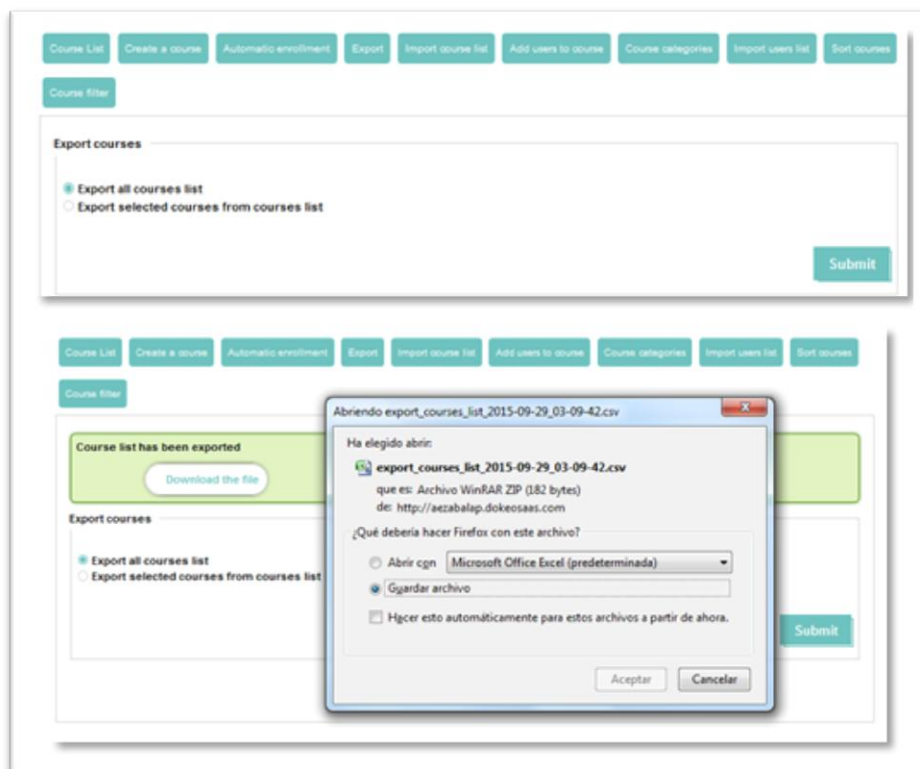 Course List Create a course Automatic enrollment Export Import course list Add users to course Course categories Import users list Sort courses
Course filter
Export courses
Export all courses list
Export selected courses from courses list
Submit
Course List Create a course Automatic enrollment Export Import course list Add users to course Course categories Import users list Sort courses
Course filter
Course list has been exported
Download the file
Export courses
Export all courses list
Export selected courses from courses list
Submit
Abriendo export_courses_list_2015-09-29_03-09-42.csv
Ha elegido abrir:
export_courses_list_2015-09-29_03-09-42.csv
que es: Archivo WinRAR ZIP (182 bytes)
de: http://aezabalap.dokeosaas.com
¿Qué debería hacer Firefox con este archivo?
Abrir con Microsoft Office Excel (predeterminada)
Guardar archivo
Hacer esto automáticamente para estos archivos a partir de ahora.
Aceptar Cancelar